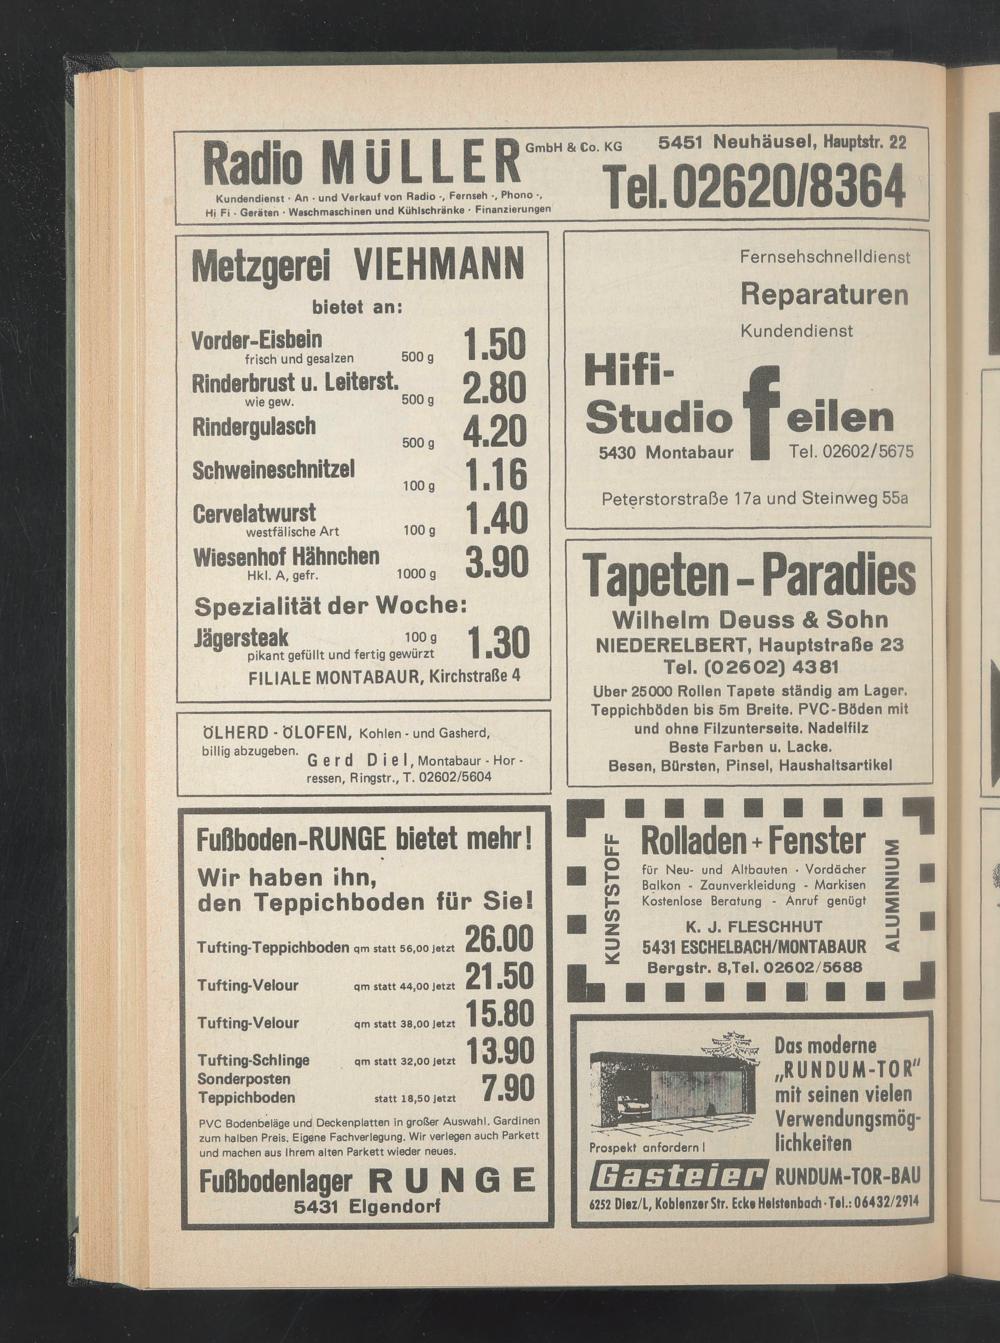 Radio MÜLLER GmbH & Co. KG
Kundendienst · An - und Verkauf von Radio -, Fernseh -, Phono -,
Hi Fi - Geräten · Waschmaschinen und Kühlschränke · Finanzierungen
5451 Neuhäusel, Hauptstr. 22
Tel. 02620/8364
Metzgerei VIEHMANN
bietet an:
Vorder-Eisbein
frisch und gesalzen 500 g 1.50
Rinderbrust u. Leiterst.
wie gew. 500 g 2.80
Rindergulasch
500 g 4.20
Schweineschnitzel
100 g 1.16
Cervelatwurst
westfälische Art 100 g 1.40
Wiesenhof Hähnchen
Hkl. A, gefr. 1000 g 3.90
Spezialität der Woche:
Jägersteak 100 g 1.30
pikant gefüllt und fertig gewürzt
FILIALE MONTABAUR, Kirchstraße 4
ÖLHERD - ÖLOFEN, Kohlen - und Gasherd,
billig abzugeben.
Gerd Diel, Montabaur - Hor -
ressen, Ringstr., T. 02602/5604
Fußboden-RUNGE bietet mehr!
Wir haben ihn,
den Teppichboden für Sie!
Tufting-Teppichboden qm statt 56,00 jetzt 26.00
Tufting-Velour qm statt 44,00 jetzt 21.50
Tufting-Velour qm statt 38,00 jetzt 15.80
Tufting-Schlinge qm statt 32,00 jetzt 13.90
Sonderposten
Teppichboden statt 18,50 jetzt 7.90
PVC Bodenbeläge und Deckenplatten in großer Auswahl. Gardinen
zum halben Preis. Eigene Fachverlegung. Wir verlegen auch Parkett
und machen aus Ihrem alten Parkett wieder neues.
Fußbodenlager RUNGE
5431 Elgendorf
Fernsehschnelldienst
Reparaturen
Kundendienst
Hifi-
Studio feilen
5430 Montabaur Tel. 02602/5675
Peterstorstraße 17a und Steinweg 55a
Tapeten - Paradies
Wilhelm Deuss & Sohn
NIEDERELBERT, Hauptstraße 23
Tel. (02602) 4381
Uber 25000 Rollen Tapete ständig am Lager.
Teppichböden bis 5m Breite. PVC-Böden mit
und ohne Filzunterseite. Nadelfilz
Beste Farben u. Lacke.
Besen, Bürsten, Pinsel, Haushaltsartikel
KUNSTSTOFF
Rolladen + Fenster
für Neu- und Altbauten · Vordächer
Balkon - Zaunverkleidung - Markisen
Kostenlose Beratung - Anruf genügt
K. J. FLESCHHUT
5431 ESCHELBACH/MONTABAUR
Bergstr. 8,Tel. 02602/5688
ALUMINIUM
Das moderne
„RUNDUM-TOR"
mit seinen vielen
Verwendungsmög-
lichkeiten
Prospekt anfordern!
Gasteier RUNDUM-TOR-BAU
6252 Diez/L, Koblenzer Str. Ecke Helstenbach · Tel.: 06432/2914